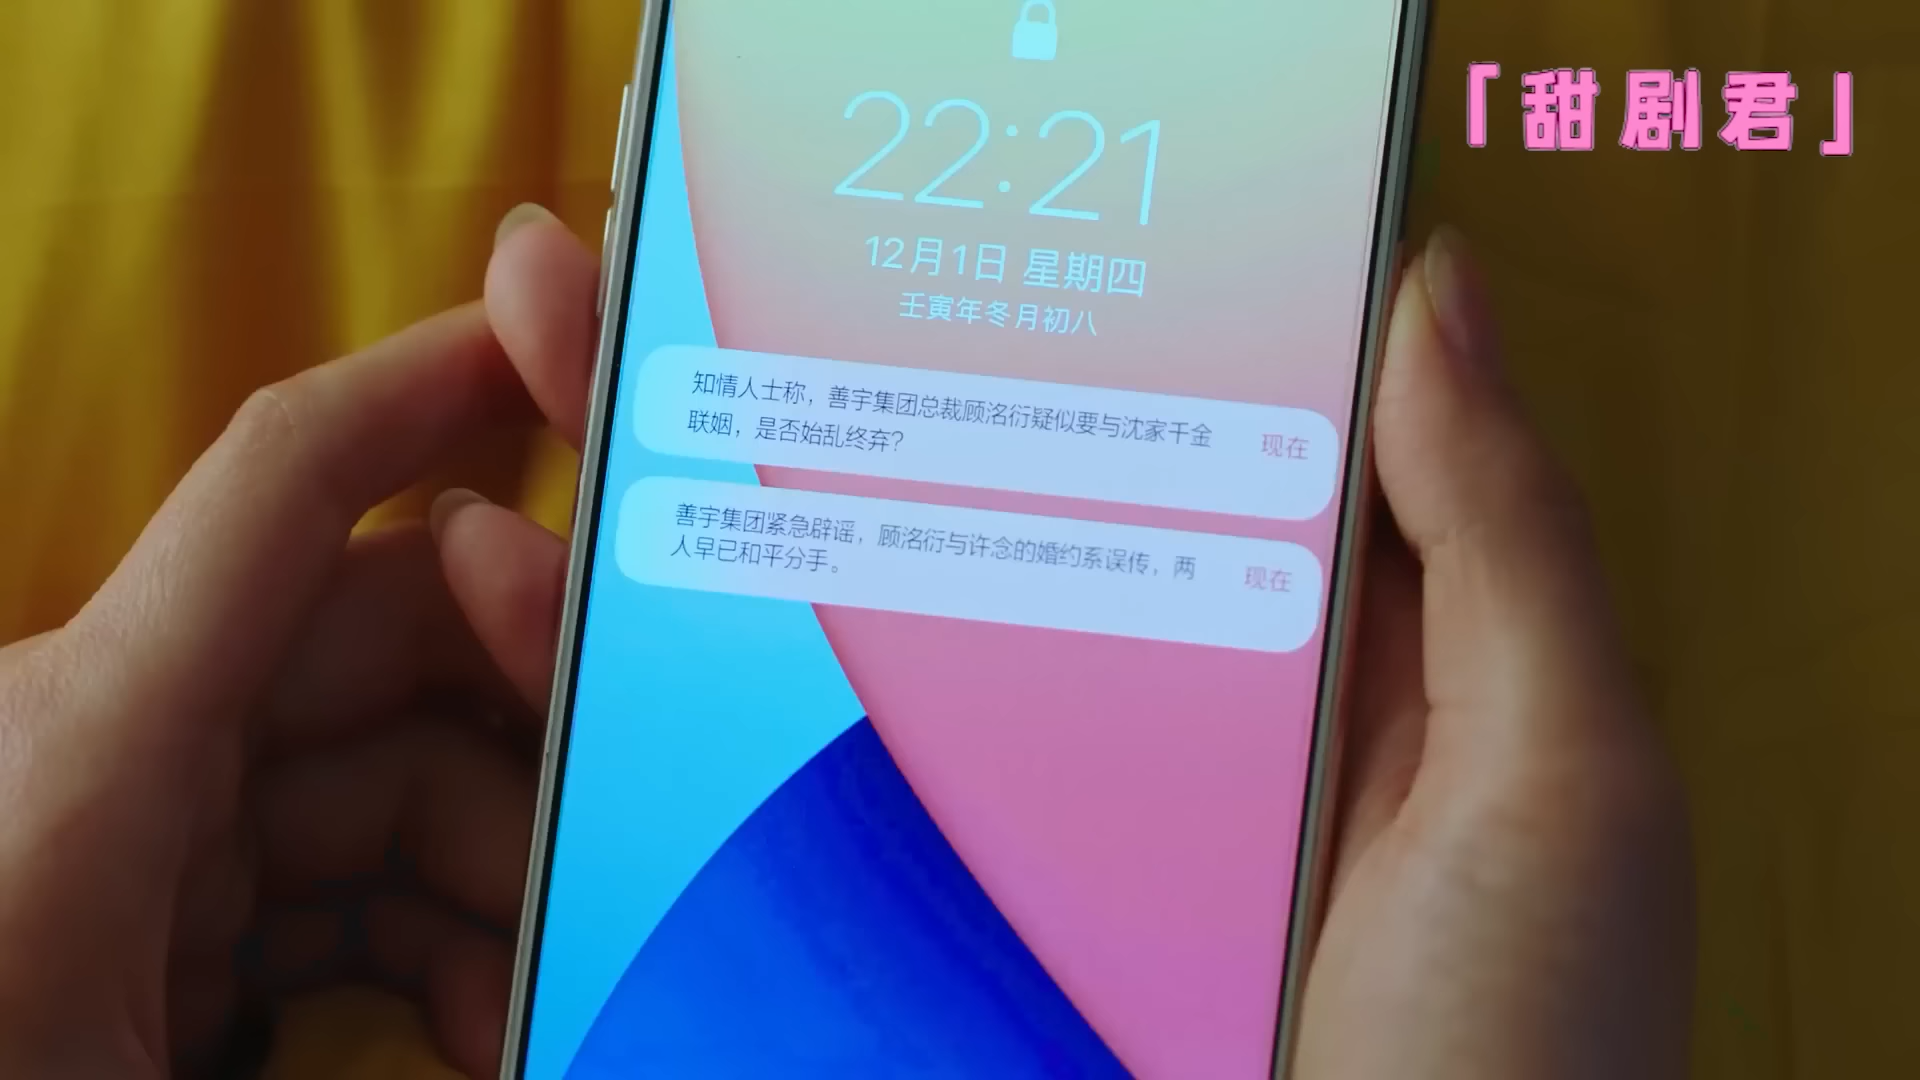 「甜剧君」
22:21
12月1日 星期四
壬寅年冬月初八
知情人士称，善宇集团总裁顾洺衍疑似要与沈家千金
联姻，是否始乱终弃？
现在
善宇集团紧急辟谣，顾洺衍与许念的婚约系误传，两
人早已和平分手。
现在